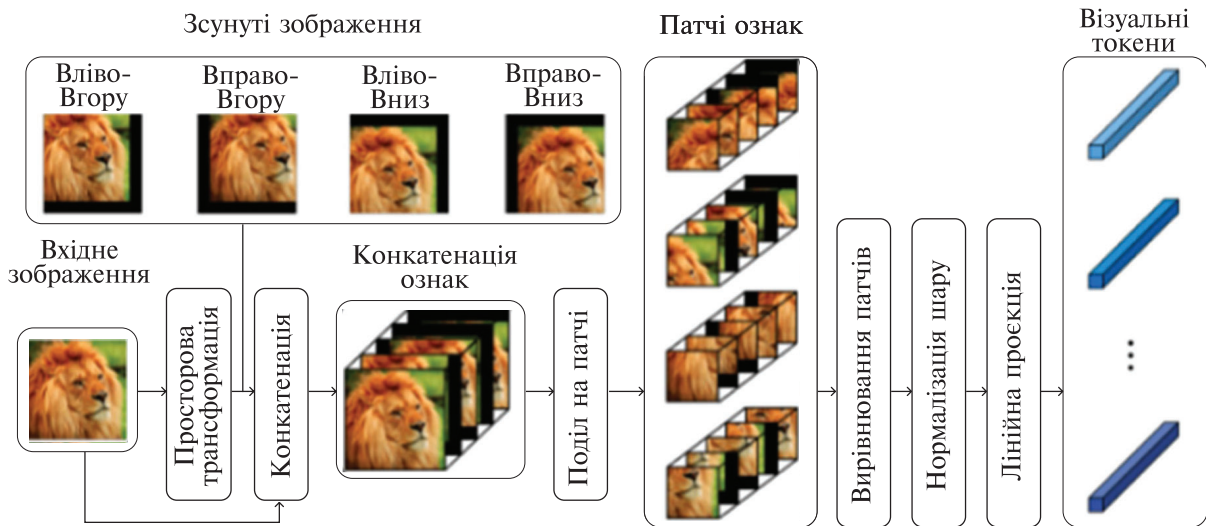 Зсунуті зображення
Вліво-
Вгору
Вправо-
Вгору
Вліво-
Вниз
Вправо-
Вниз
Вхідне
зображення
Просторова
трансформація
Конкатенація
Конкатенація
ознак
Поділ на патчі
Патчі ознак
Вирівнювання патчів
Нормалізація шару
Лінійна проєкція
Візуальні
токени